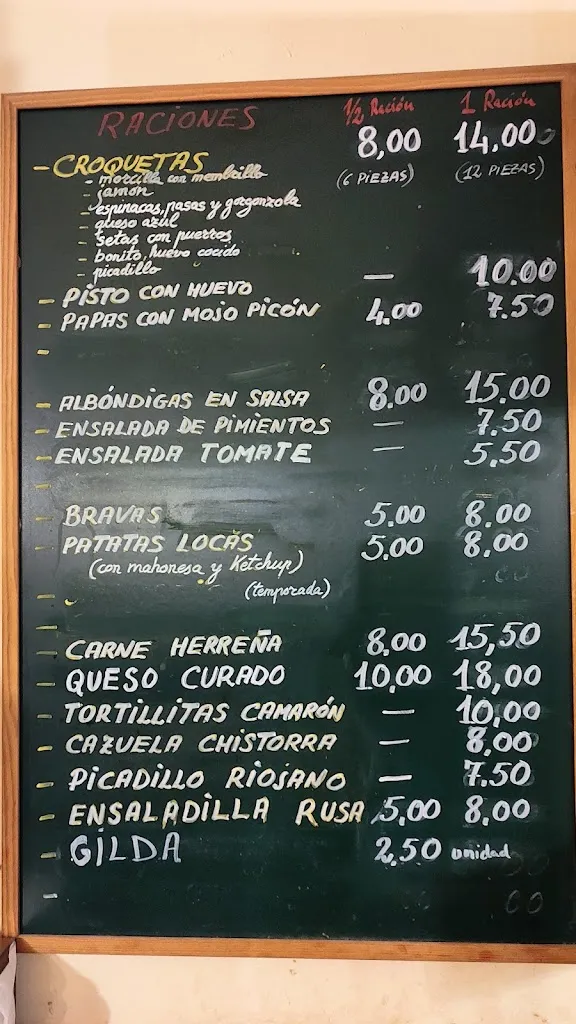 RACIONES 1/2 Ración 1 Ración
- CROQUETAS 8,00 14,00
(6 PIEZAS) (12 PIEZAS)
- morcilla con membrillo
- jamón
- espinacas, pasas y gorgonzola
- queso azul
- setas con puerros
- bonito, huevo cocido
- picadillo
- PISTO CON HUEVO — 10.00
- PAPAS CON MOJO PICÓN 4.00 7.50
-
- ALBÓNDIGAS EN SALSA 8.00 15.00
- ENSALADA DE PIMIENTOS — 7.50
- ENSALADA TOMATE — 5.50
-
- BRAVAS 5.00 8.00
- PATATAS LOCAS 5,00 8,00
(con mahonesa y Ketchup)
- (temporada)
-
- CARNE HERREÑA 8,00 15,50
- QUESO CURADO 10,00 18,00
- TORTILLITAS CAMARÓN — 10,00
- CAZUELA CHISTORRA — 8,00
- PICADILLO RIOJANO — 7.50
- ENSALADILLA RUSA 5,00 8,00
- GILDA 2,50 unidad
-